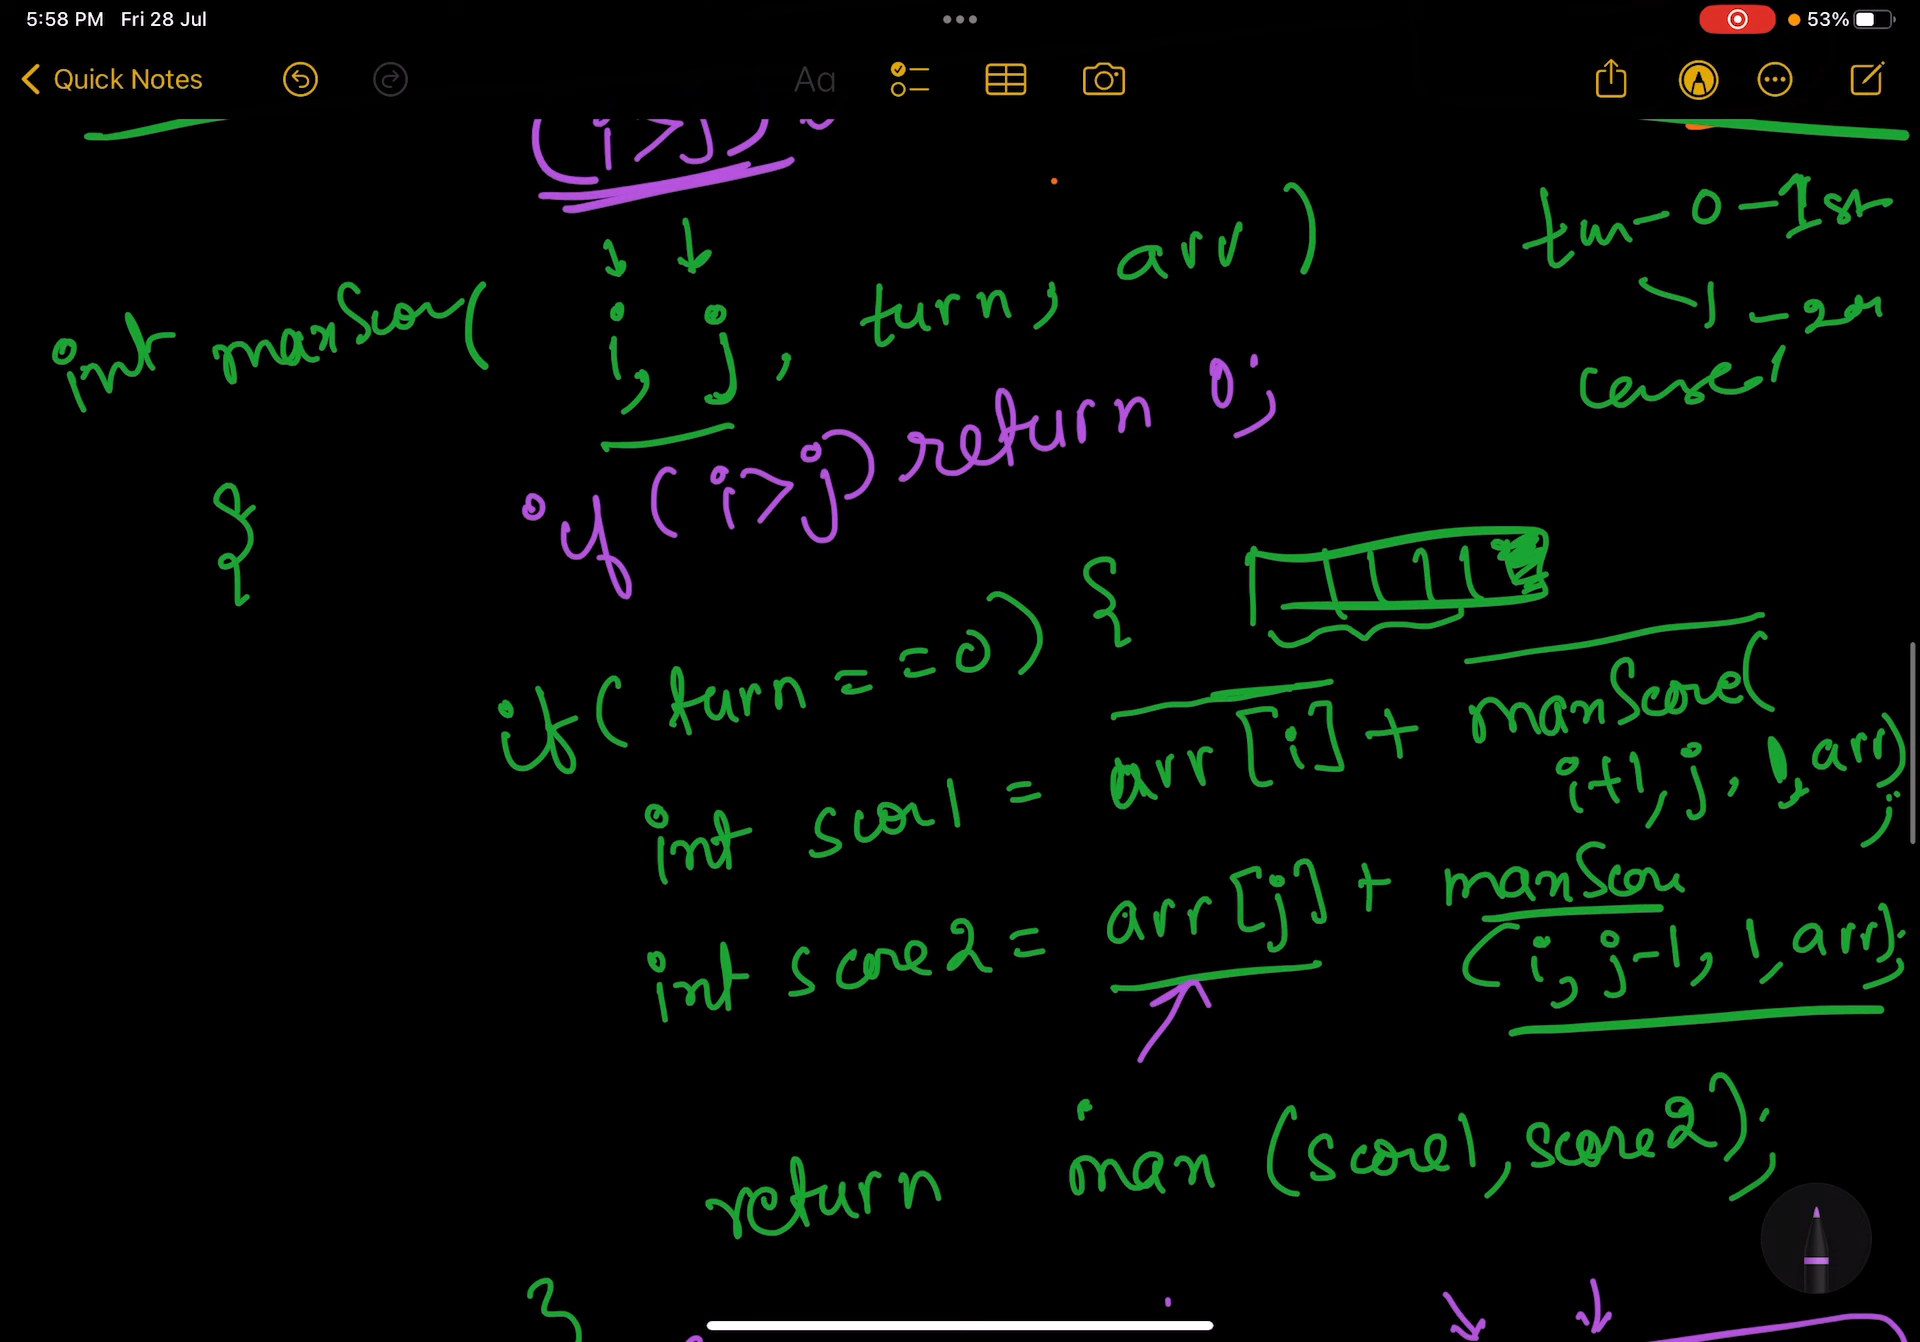 5:58 PM Fri 28 Jul
53%
Quick Notes
Aa
(i>j)
int maxScore( i, j, turn, arr)
turn - 0 - 1st
1 - 2nd
case 1
{
if (i>j) return 0;
if (turn == 0) {
int score1 = arr[i] + maxScore(
i+1, j, 1, arr);
int score2 = arr[j] + maxScore
(i, j-1, 1, arr);
return max (score1, score2);
}